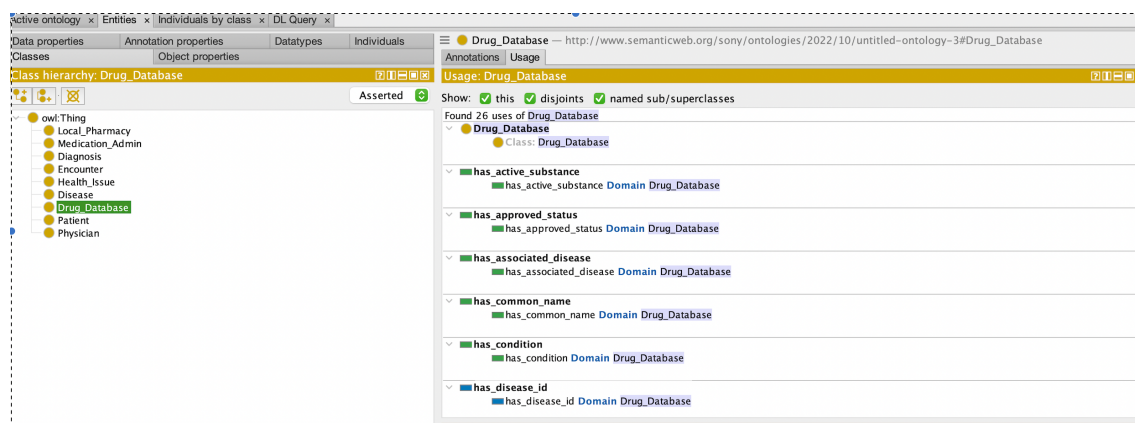 Active ontology × Entities × Individuals by class × DL Query ×
Data properties Annotation properties Datatypes Individuals
Classes Object properties
Class hierarchy: Drug_Database
Asserted
owl:Thing
Local_Pharmacy
Medication_Admin
Diagnosis
Encounter
Health_Issue
Disease
Drug_Database
Patient
Physician
Drug_Database — http://www.semanticweb.org/sony/ontologies/2022/10/untitled-ontology-3#Drug_Database
Annotations Usage
Usage: Drug_Database
Show: this disjoints named sub/superclasses
Found 26 uses of Drug_Database
Drug_Database
Class: Drug_Database
has_active_substance
has_active_substance Domain Drug_Database
has_approved_status
has_approved_status Domain Drug_Database
has_associated_disease
has_associated_disease Domain Drug_Database
has_common_name
has_common_name Domain Drug_Database
has_condition
has_condition Domain Drug_Database
has_disease_id
has_disease_id Domain Drug_Database